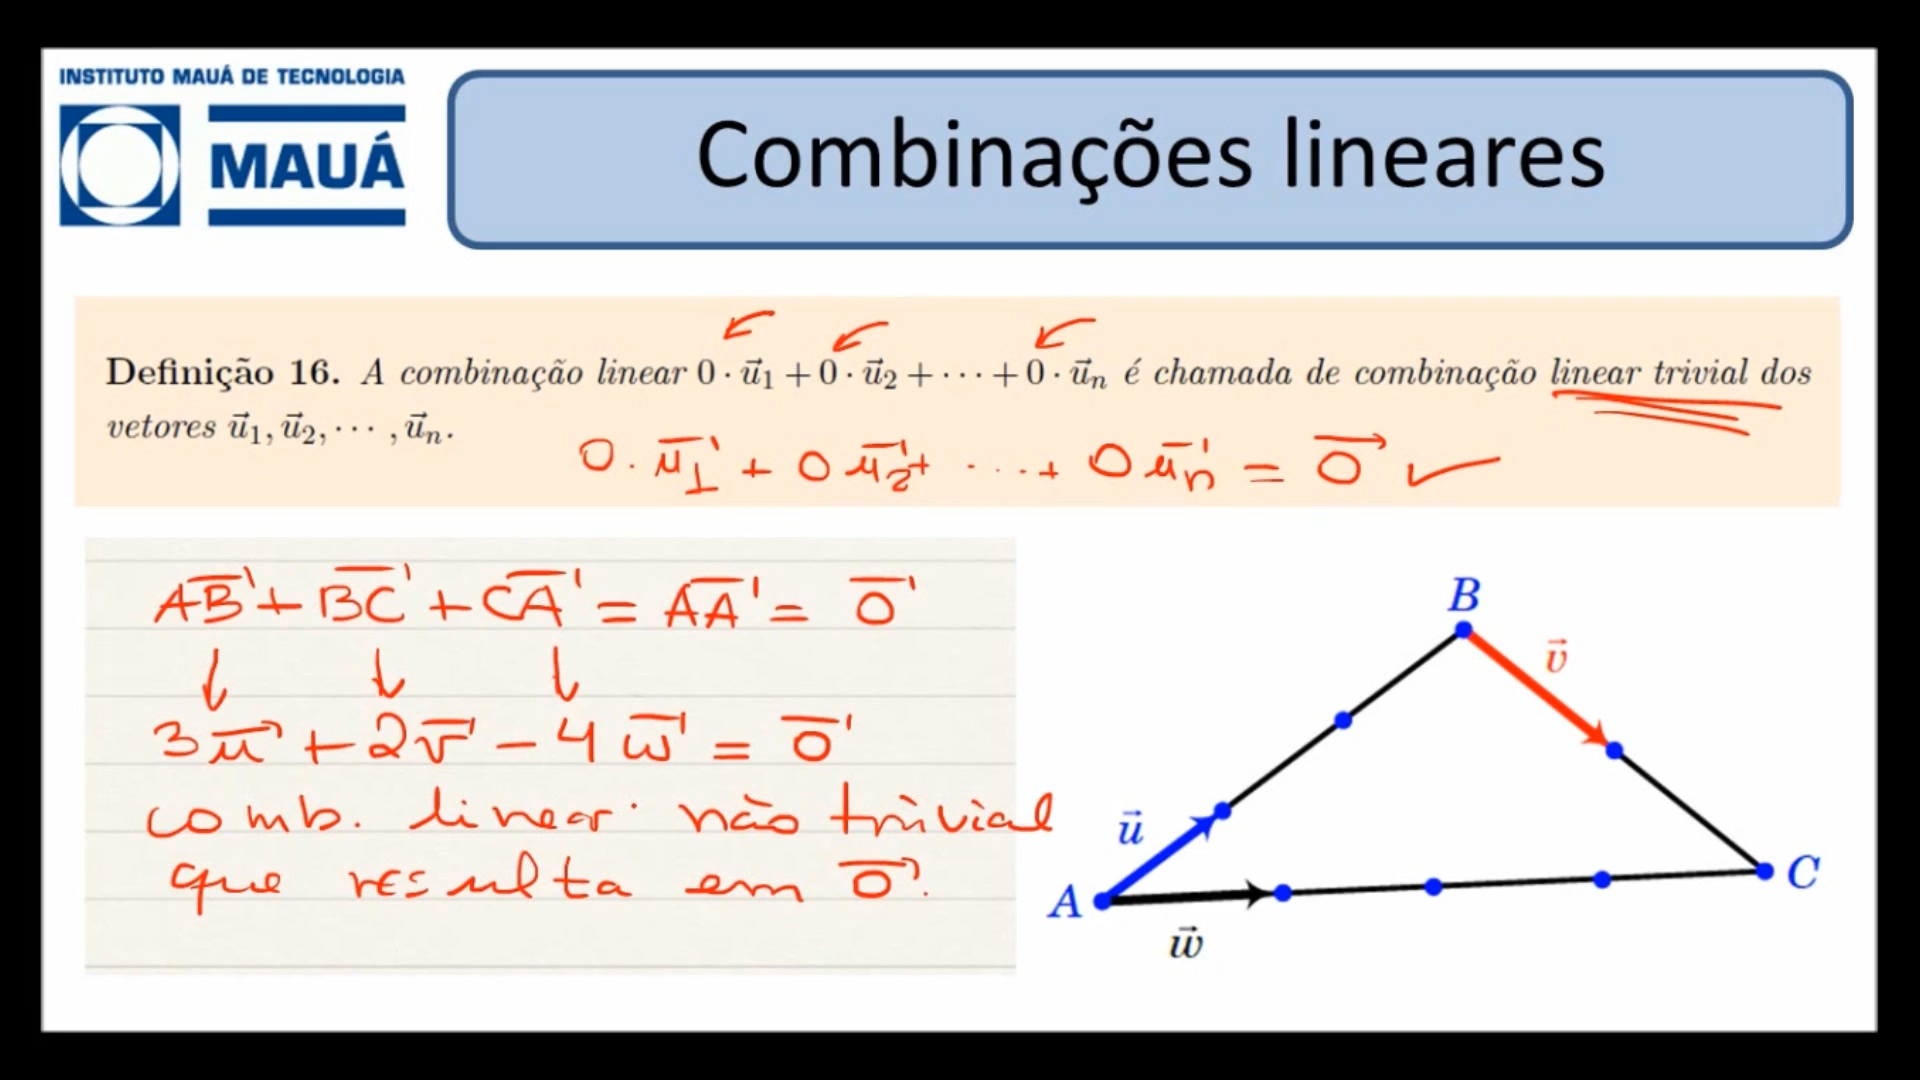 INSTITUTO MAUÁ DE TECNOLOGIA
MAUÁ
Combinações lineares
Definição 16. A combinação linear 0 · u⃗₁ + 0 · u⃗₂ + ··· + 0 · u⃗ₙ é chamada de combinação linear trivial dos
vetores u⃗₁, u⃗₂, ··· , u⃗ₙ.
0 · u⃗₁ + 0 u⃗₂ + ··· + 0 u⃗ₙ = 0⃗ ✓
AB⃗ + BC⃗ + CA⃗ = AA⃗ = 0⃗
3u⃗ + 2v⃗ − 4w⃗ = 0⃗
comb. linear não trivial
que resulta em 0⃗.
B
v⃗
u⃗
A
C
w⃗